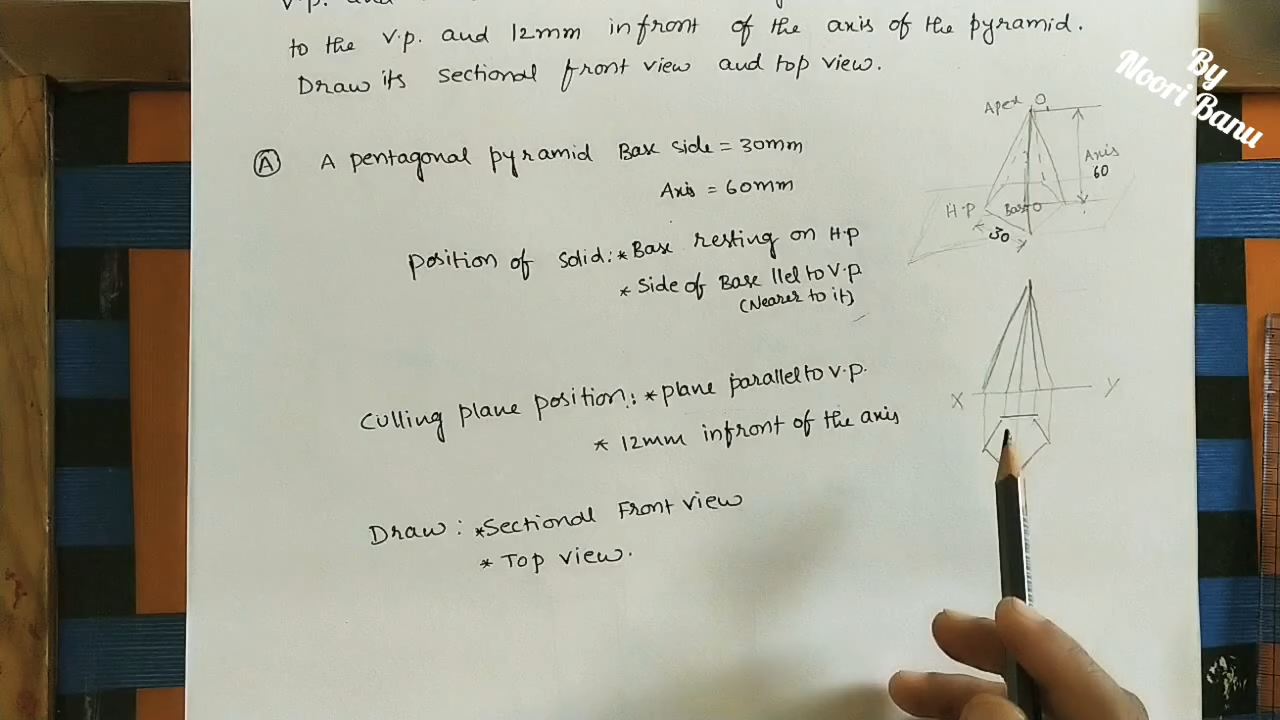 V.P. and
to the V.p. and 12mm infront of the axis of the pyramid.
Draw its sectional front view and top view.
By
Noori Banu
(A) A pentagonal pyramid Base side = 30mm
Axis = 60mm
position of solid: * Base resting on H.p
* Side of Base llel to V.p
(Nearer to it)
Culling plane position: * plane parallel to V.p.
* 12mm infront of the axis
Draw: * Sectional Front view
* Top view.
Apex O1
Axis
60
H.P
Base O
30
X Y